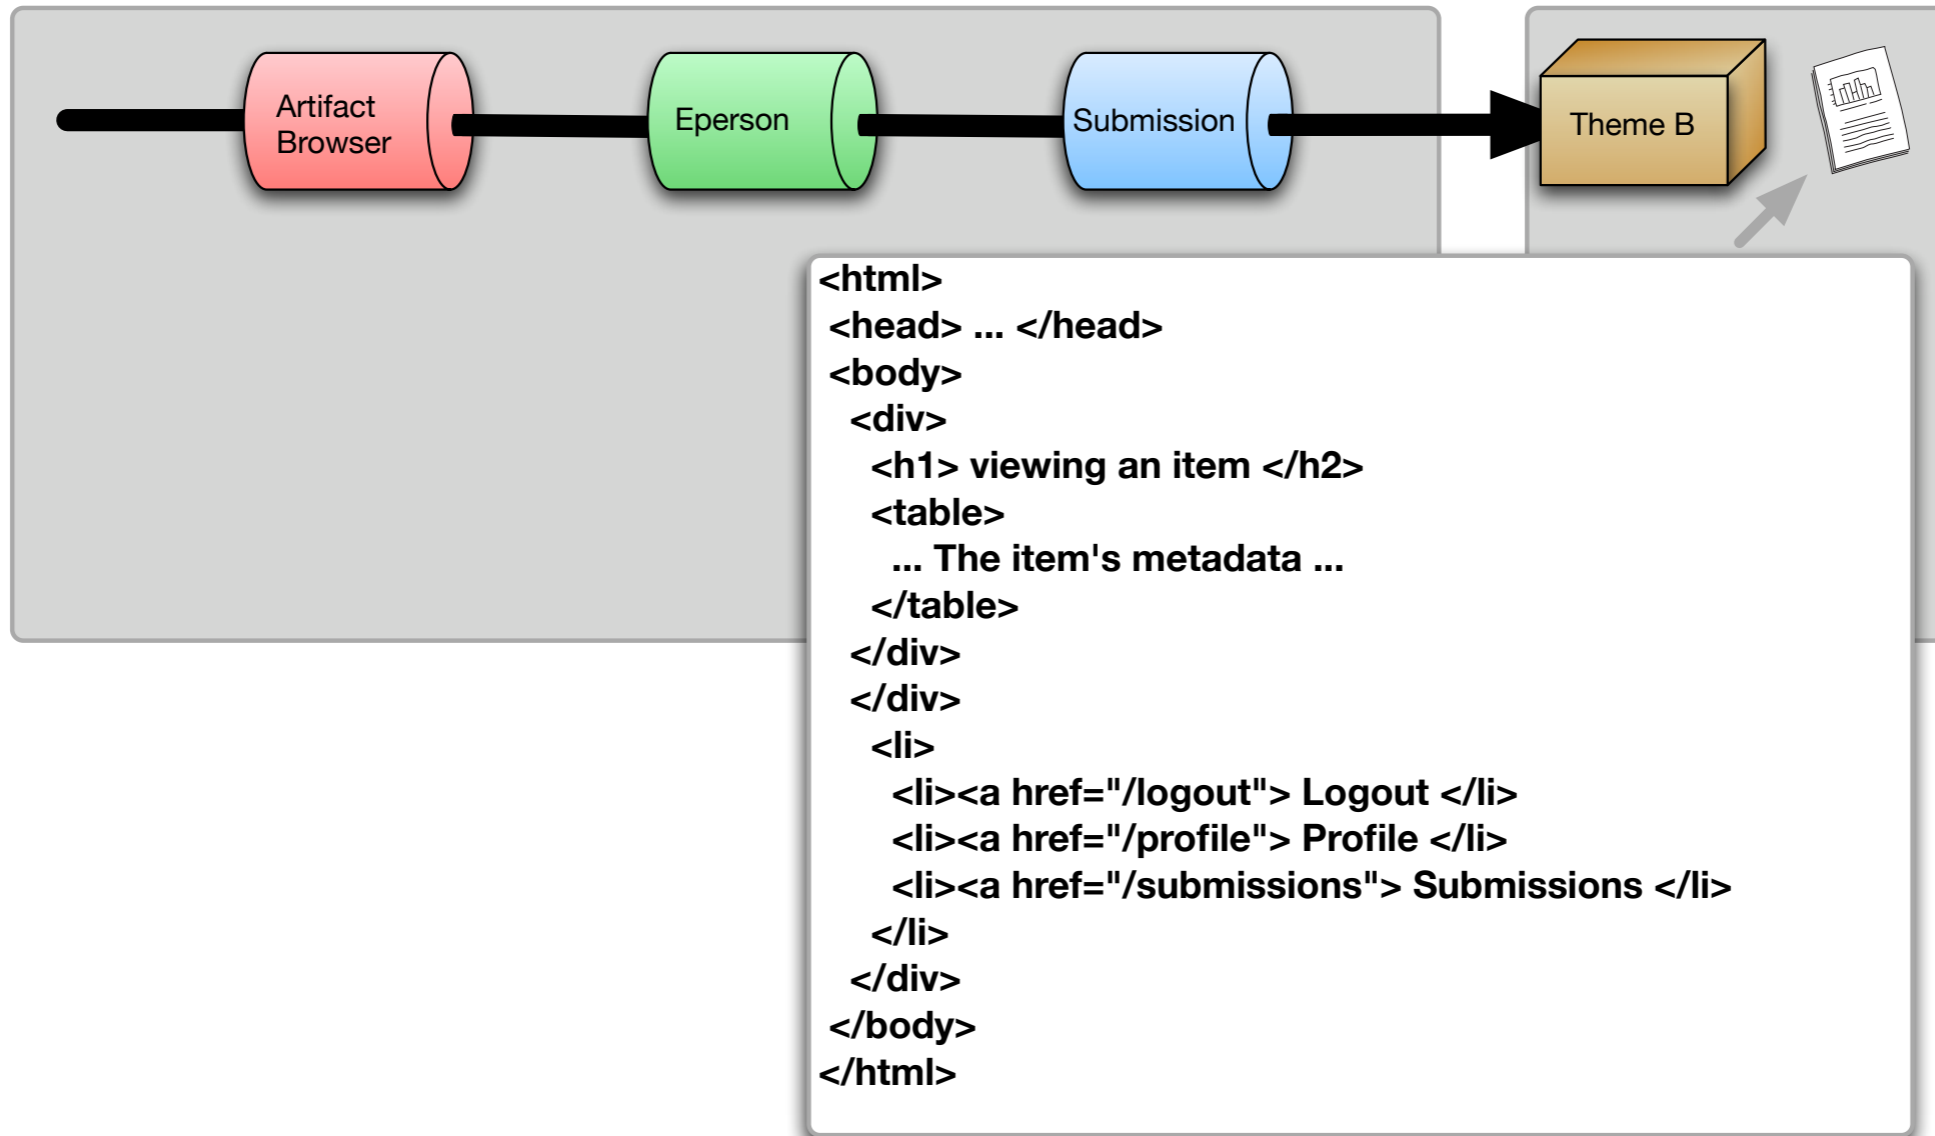 Artifact
Browser
Eperson
Submission
Theme B
<html>
<head> ... </head>
<body>
<div>
<h1> viewing an item </h2>
<table>
... The item's metadata ...
</table>
</div>
</div>
<li>
<li><a href="/logout"> Logout </li>
<li><a href="/profile"> Profile </li>
<li><a href="/submissions"> Submissions </li>
</li>
</div>
</body>
</html>